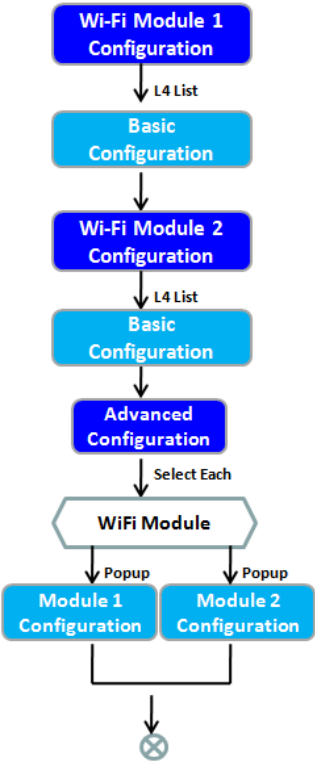 Wi-Fi Module 1
Configuration
L4 List
Basic
Configuration
Wi-Fi Module 2
Configuration
L4 List
Basic
Configuration
Advanced
Configuration
Select Each
WiFi Module
Popup
Popup
Module 1
Configuration
Module 2
Configuration